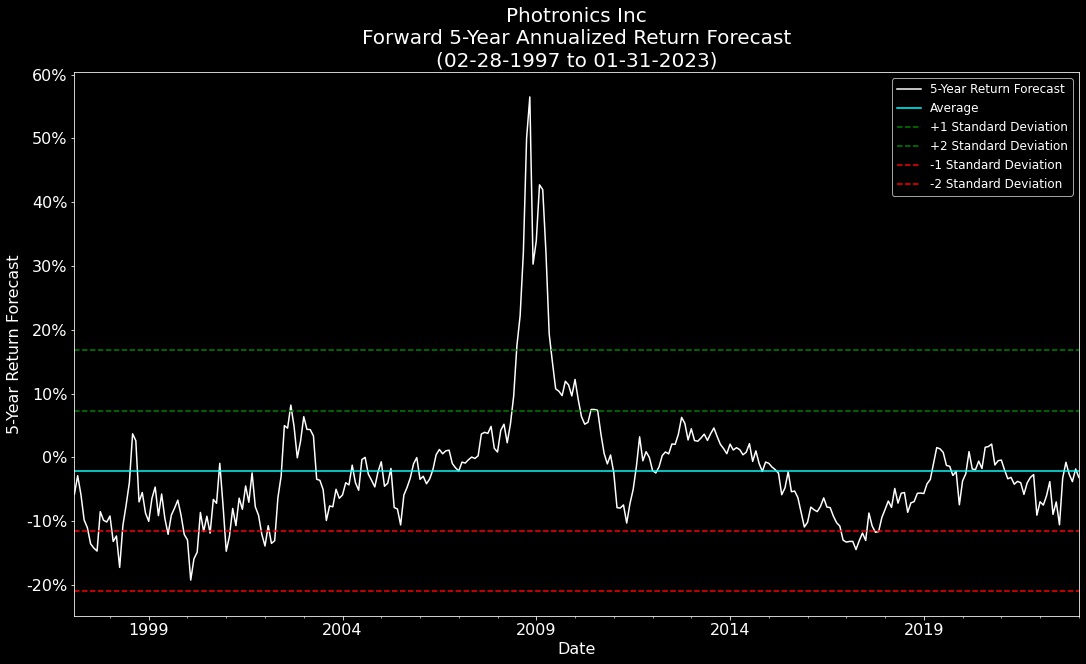 Photronics Inc
Forward 5-Year Annualized Return Forecast
(02-28-1997 to 01-31-2023)
5-Year Return Forecast
Average
+1 Standard Deviation
+2 Standard Deviation
-1 Standard Deviation
-2 Standard Deviation
5-Year Return Forecast
60%
50%
40%
30%
20%
10%
0%
-10%
-20%
1999 2004 2009 2014 2019
Date